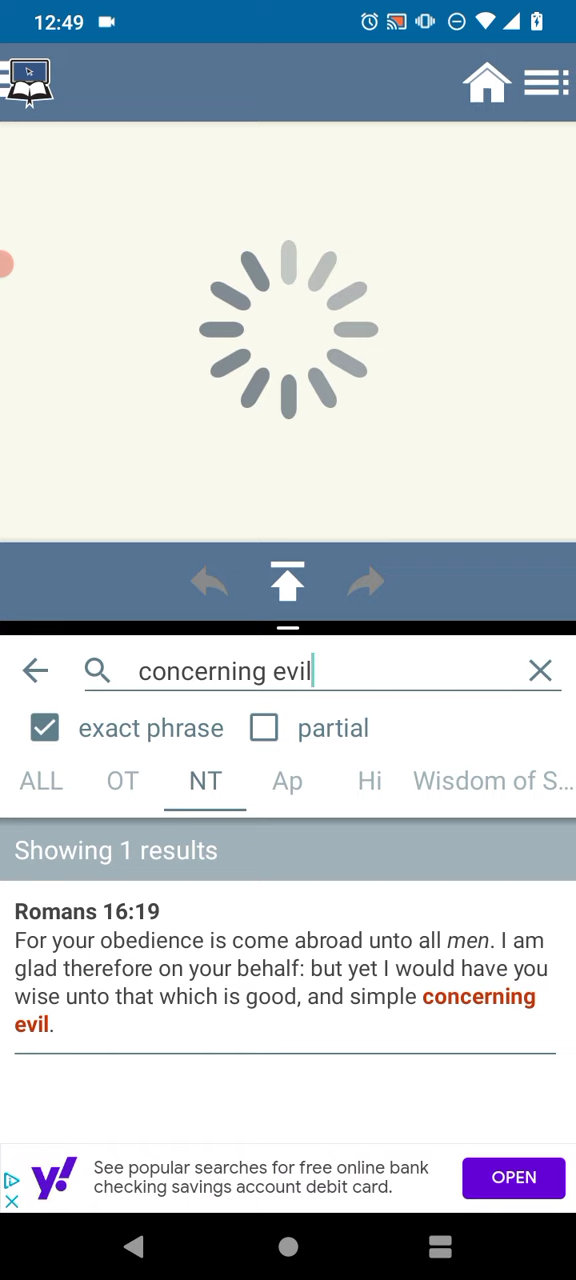 12:49
concerning evil
exact phrase partial
ALL OT NT Ap Hi Wisdom of S...
Showing 1 results
Romans 16:19
For your obedience is come abroad unto all men. I am
glad therefore on your behalf: but yet I would have you
wise unto that which is good, and simple concerning
evil.
y!
See popular searches for free online bank
checking savings account debit card.
OPEN